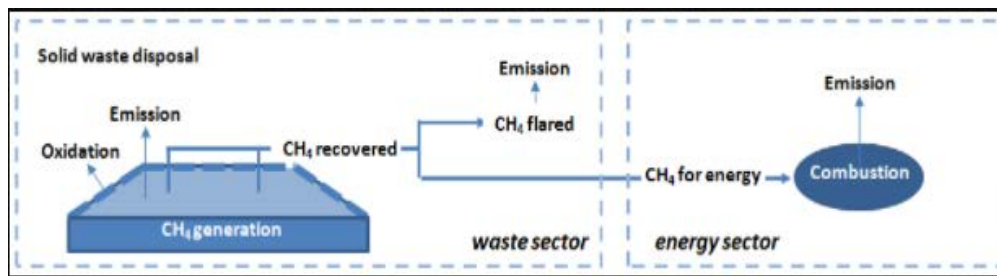 Solid waste disposal
Emission
Emission
Emission
CH₄ flared
Oxidation
CH₄ recovered
CH₄ for energy
Combustion
CH₄ generation
waste sector
energy sector